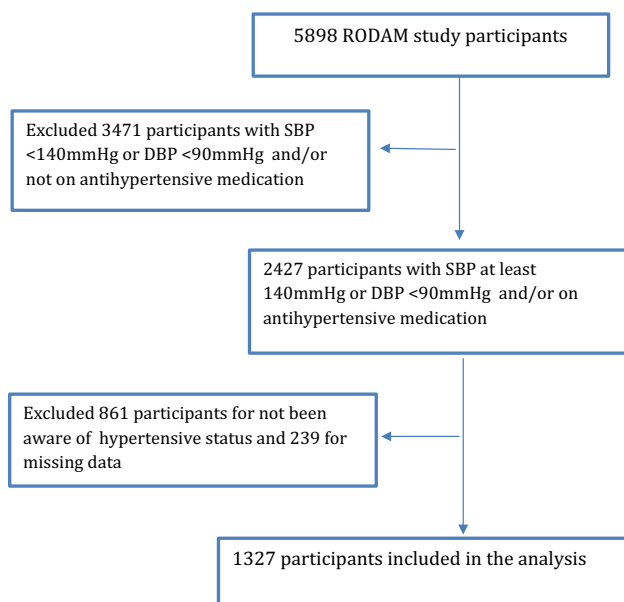 5898 RODAM study participants
Excluded 3471 participants with SBP
<140mmHg or DBP <90mmHg and/or
not on antihypertensive medication
2427 participants with SBP at least
140mmHg or DBP <90mmHg and/or on
antihypertensive medication
Excluded 861 participants for not been
aware of hypertensive status and 239 for
missing data
1327 participants included in the analysis